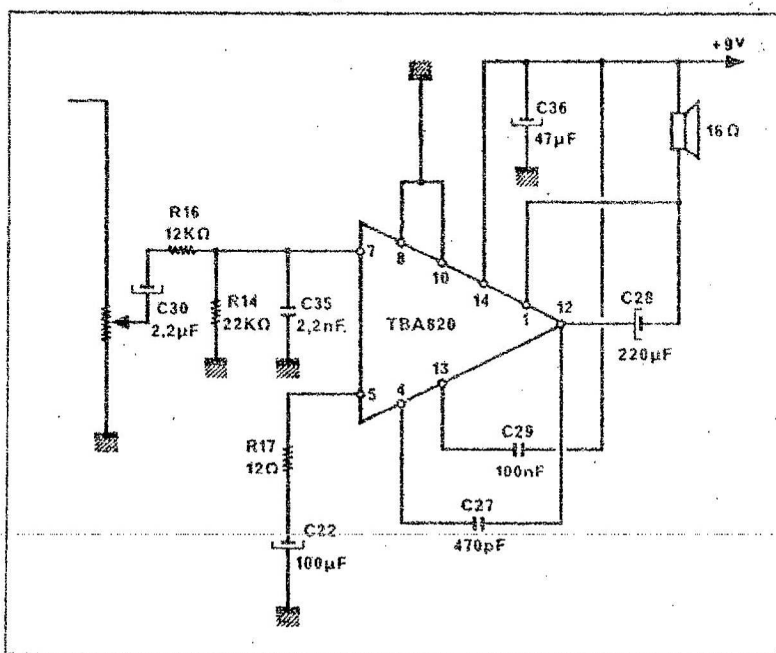 +9V
C36
47µF
16Ω
R16
12KΩ
7
8
10
14
1
12
C30
2,2µF
R14
22KΩ
C35
2,2nF
TBA820
C28
220µF
13
5
4
R17
12Ω
C29
100nF
C27
470pF
C22
100µF